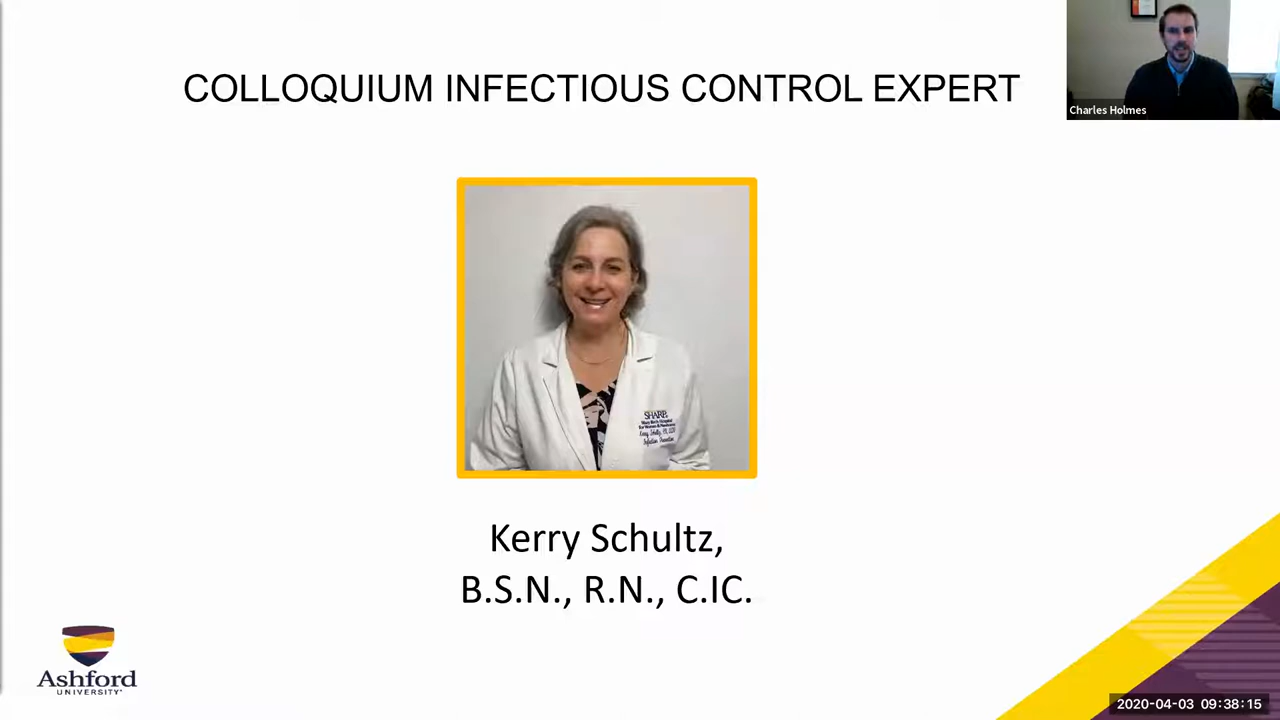 COLLOQUIUM INFECTIOUS CONTROL EXPERT
Charles Holmes
SHARP
Kerry Schultz,
B.S.N., R.N., C.IC.
Ashford
UNIVERSITY
2020-04-03 09:38:15